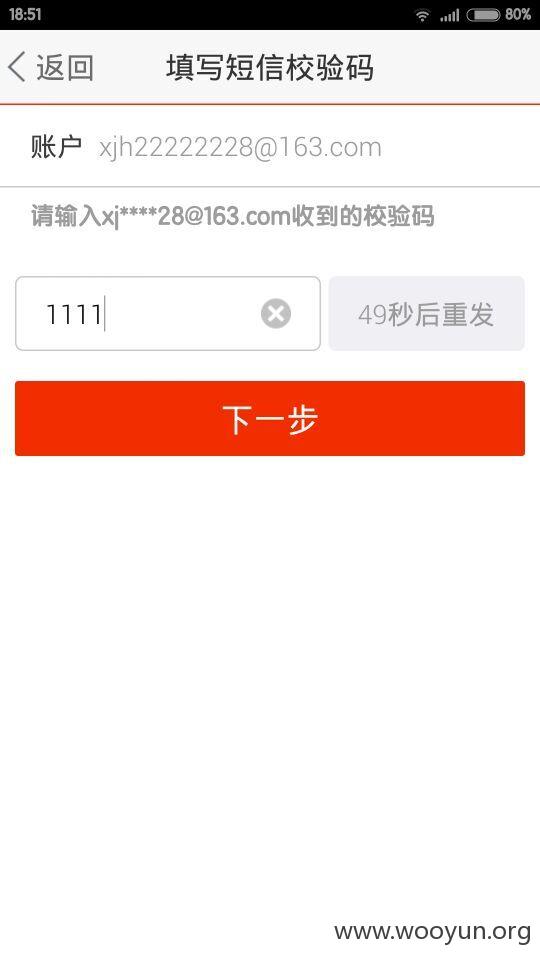 18:51 80%
返回 填写短信校验码
账户 xjh22222228@163.com
请输入xj****28@163.com收到的校验码
1111 49秒后重发
下一步
www.wooyun.org